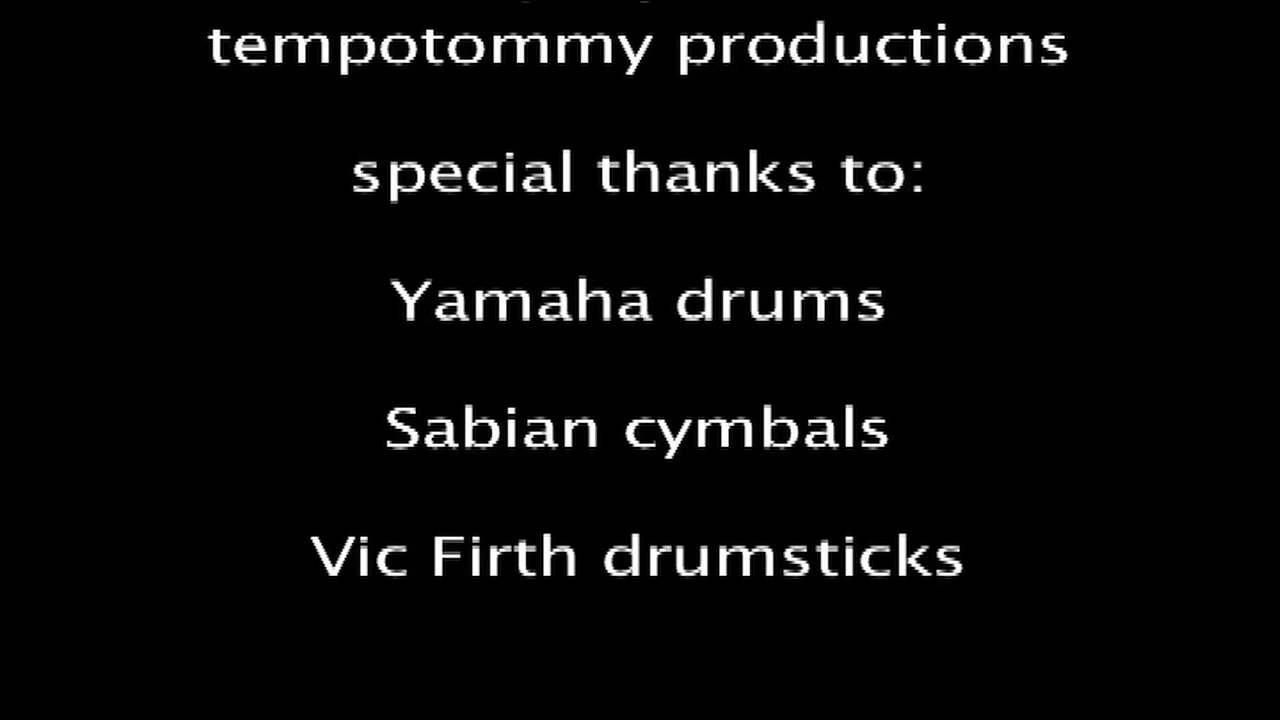 tempotommy productions
special thanks to:
Yamaha drums
Sabian cymbals
Vic Firth drumsticks